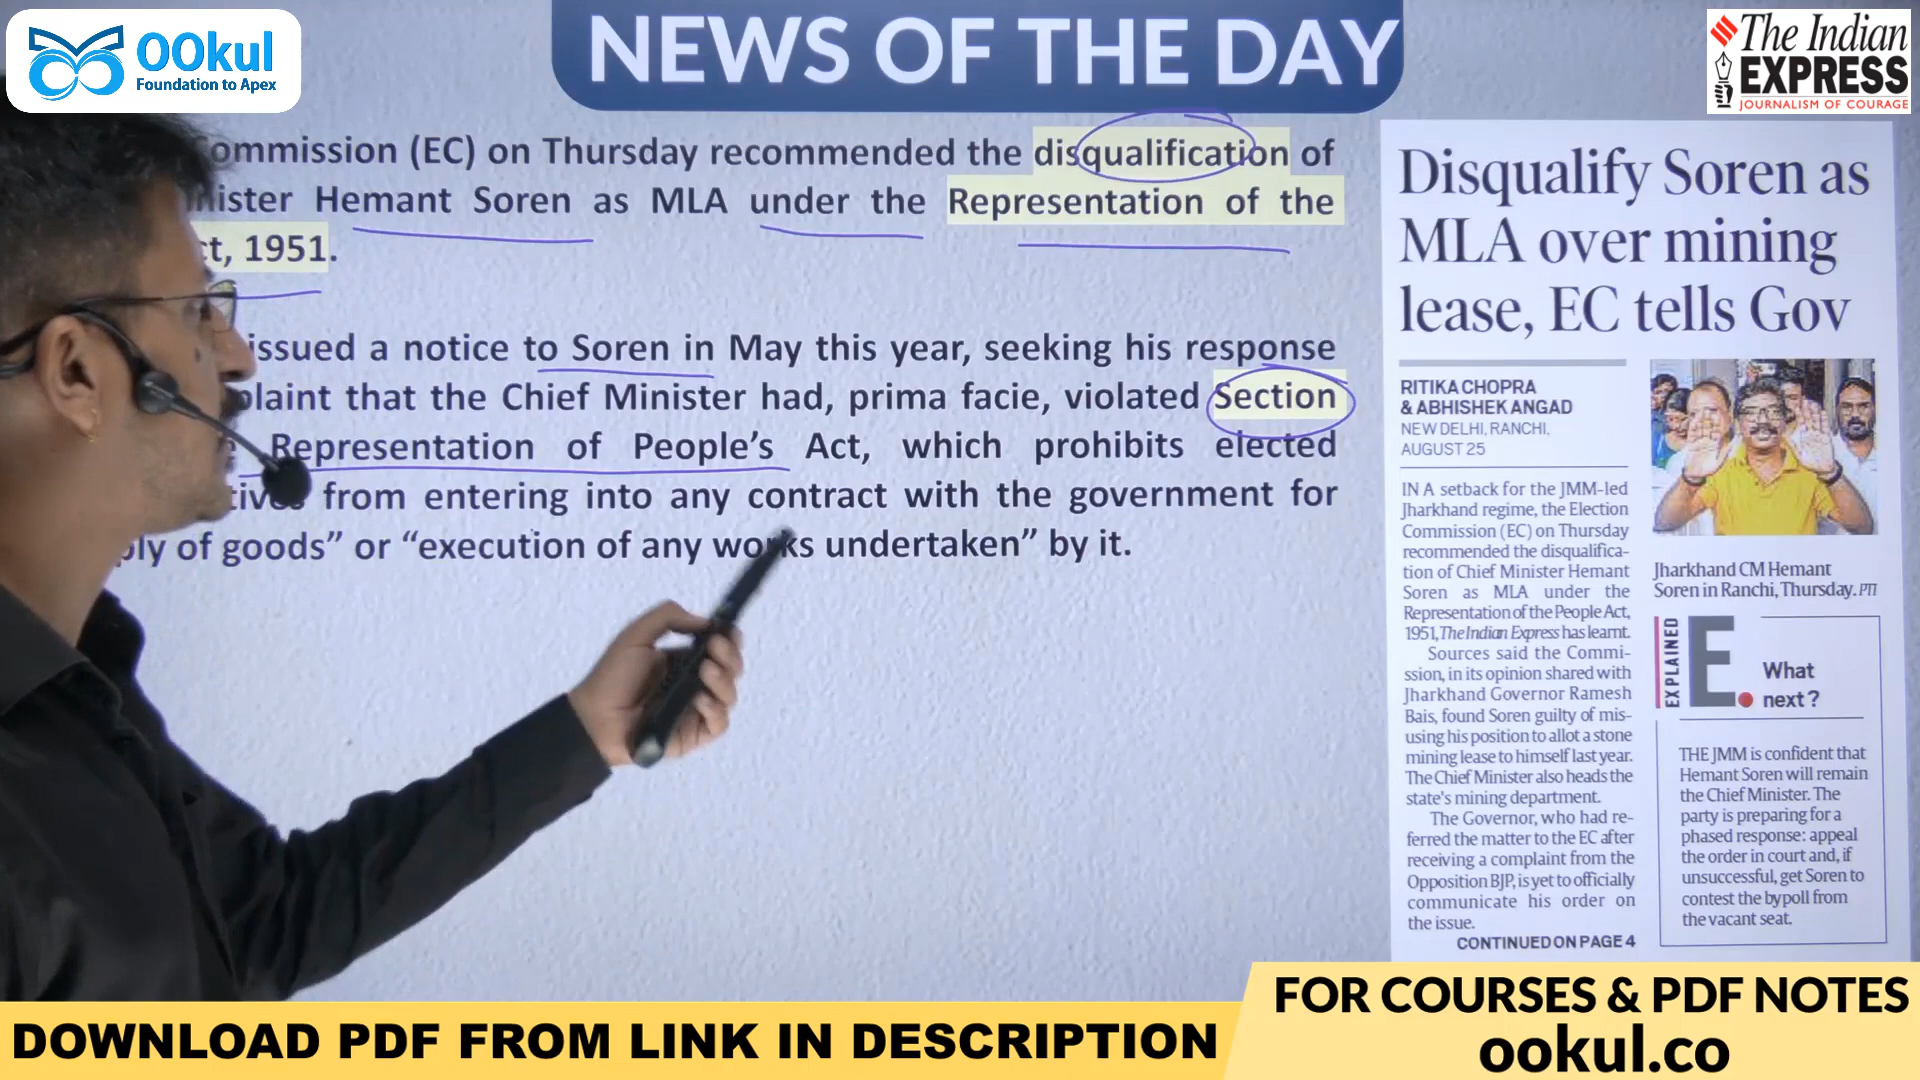 OOkul
Foundation to Apex
NEWS OF THE DAY
The Indian
EXPRESS
JOURNALISM OF COURAGE
ommission (EC) on Thursday recommended the disqualification of
nister Hemant Soren as MLA under the Representation of the
ct, 1951.
issued a notice to Soren in May this year, seeking his response
plaint that the Chief Minister had, prima facie, violated Section
Representation of People's Act, which prohibits elected
tives from entering into any contract with the government for
ply of goods" or "execution of any works undertaken" by it.
Disqualify Soren as
MLA over mining
lease, EC tells Gov
RITIKA CHOPRA
& ABHISHEK ANGAD
NEW DELHI, RANCHI,
AUGUST 25
IN A setback for the JMM-led
Jharkhand regime, the Election
Commission (EC) on Thursday
recommended the disqualifica-
tion of Chief Minister Hemant
Soren as MLA under the
Representation of the People Act,
1951, The Indian Express has learnt.
Sources said the Commi-
ssion, in its opinion shared with
Jharkhand Governor Ramesh
Bais, found Soren guilty of mis-
using his position to allot a stone
mining lease to himself last year.
The Chief Minister also heads the
state's mining department.
The Governor, who had re-
ferred the matter to the EC after
receiving a complaint from the
Opposition BJP, is yet to officially
communicate his order on
the issue.
CONTINUED ON PAGE 4
Jharkhand CM Hemant
Soren in Ranchi, Thursday. PTI
EXPLAINED
E.
What
next?
THE JMM is confident that
Hemant Soren will remain
the Chief Minister. The
party is preparing for a
phased response: appeal
the order in court and, if
unsuccessful, get Soren to
contest the bypoll from
the vacant seat.
DOWNLOAD PDF FROM LINK IN DESCRIPTION
FOR COURSES & PDF NOTES
ookul.co